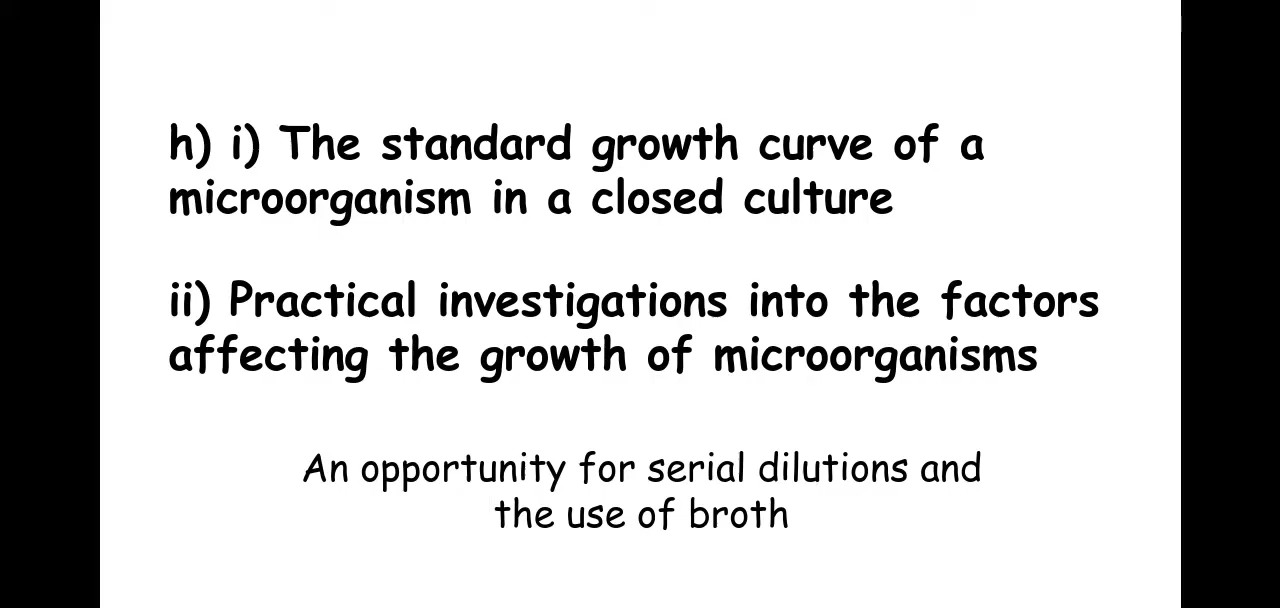 h) i) The standard growth curve of a
microorganism in a closed culture
ii) Practical investigations into the factors
affecting the growth of microorganisms
An opportunity for serial dilutions and
the use of broth